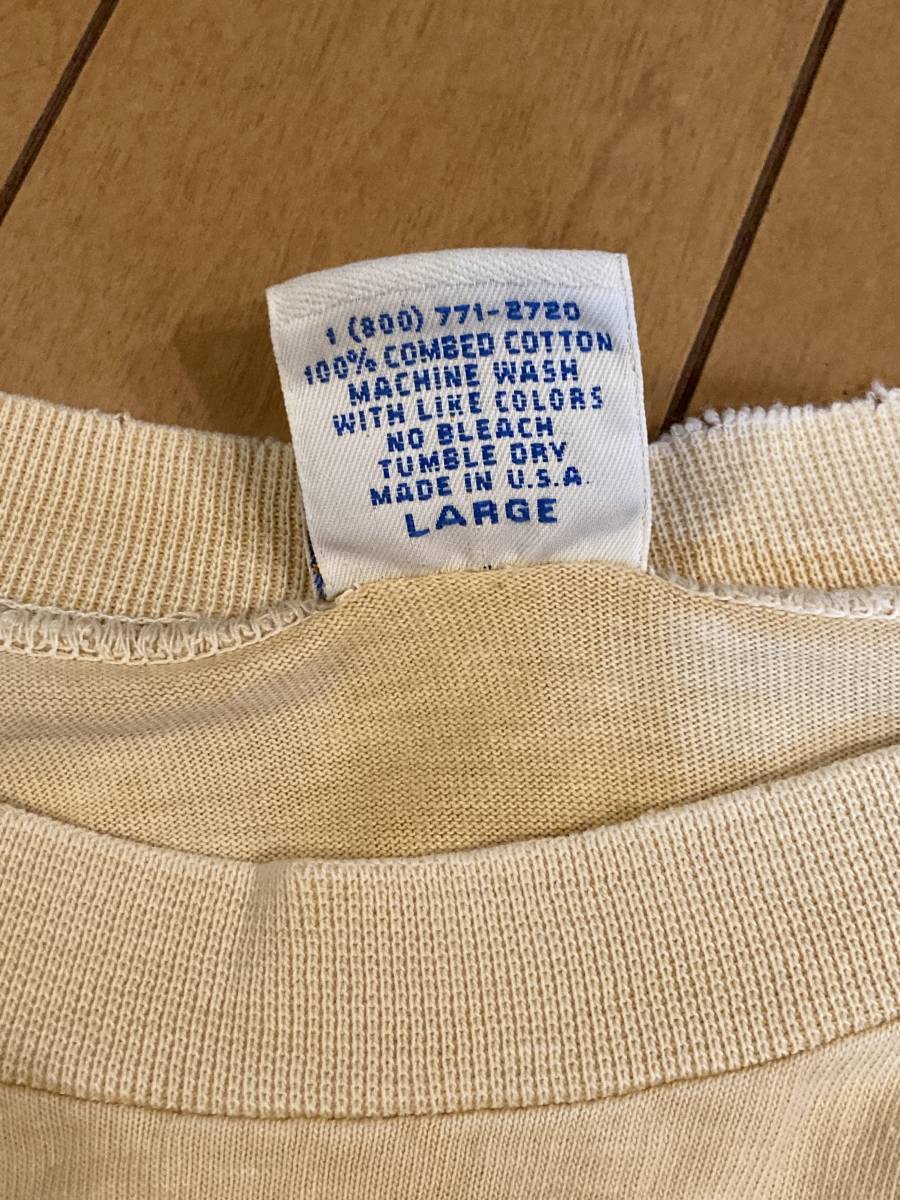 1 (800) 771-2720
100% COMBED COTTON
MACHINE WASH
WITH LIKE COLORS
NO BLEACH
TUMBLE DRY
MADE IN U.S.A.
LARGE